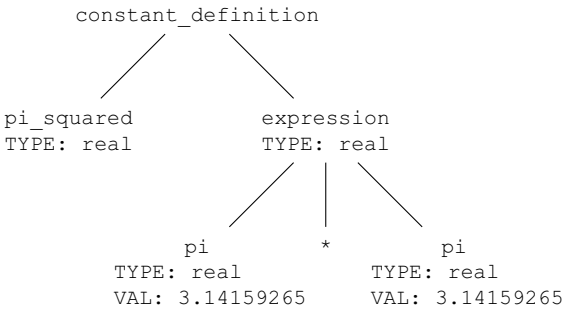 constant_definition
pi_squared expression
TYPE: real TYPE: real
pi * pi
TYPE: real TYPE: real
VAL: 3.14159265 VAL: 3.14159265